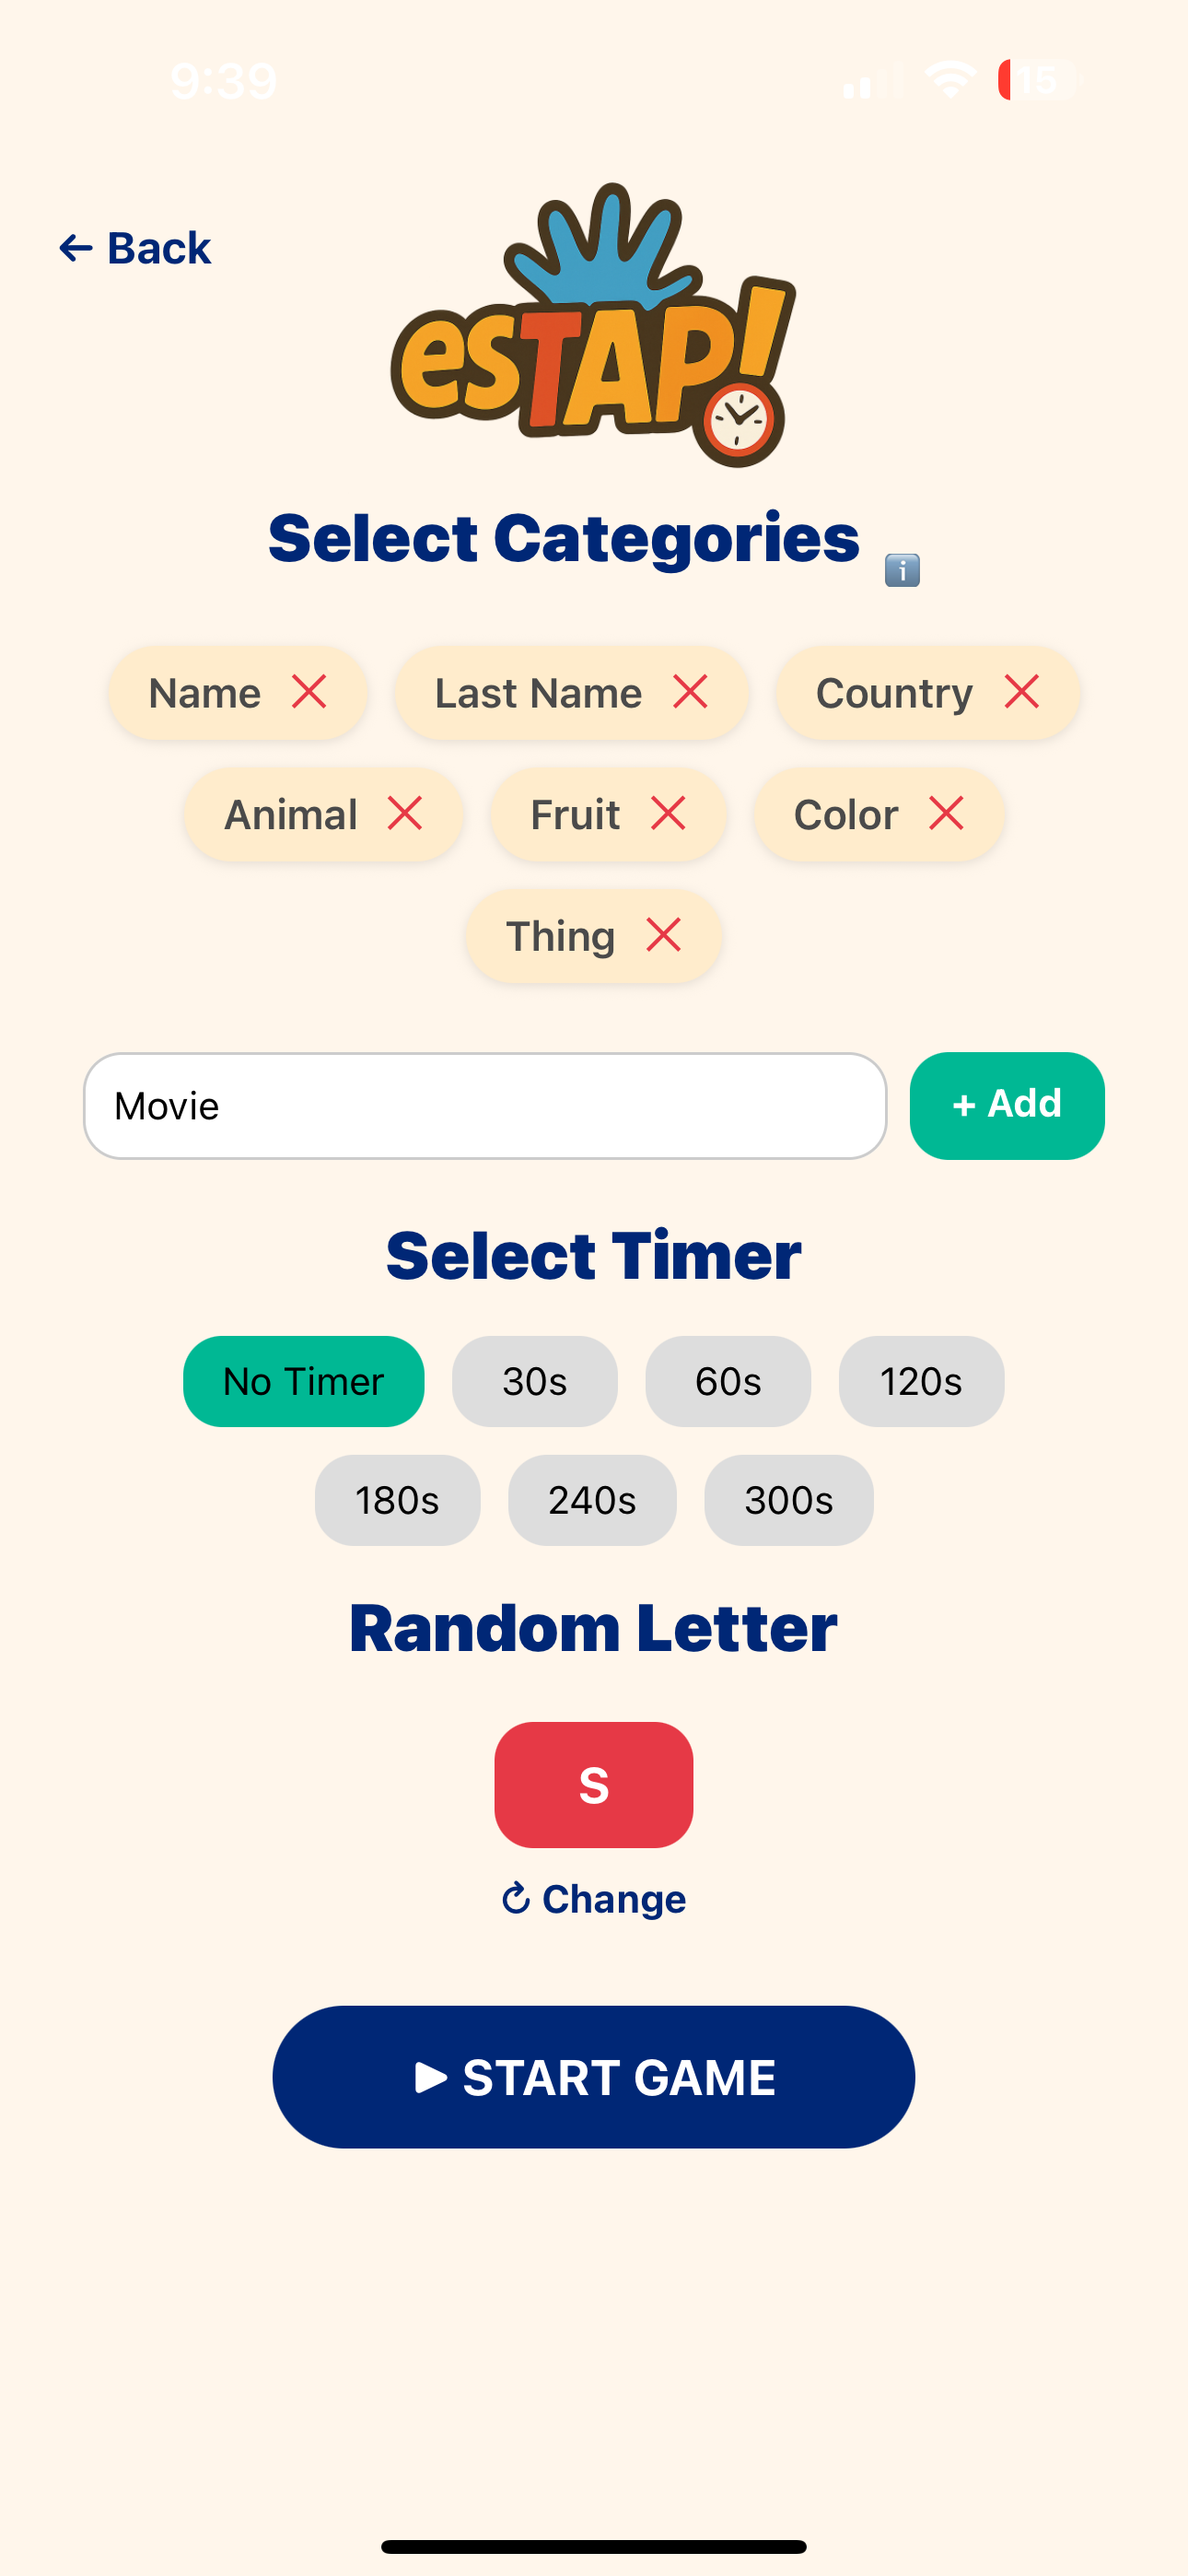 9:39
15
← Back
esTAP!
Select Categories ℹ️
Name ✕ Last Name ✕ Country ✕
Animal ✕ Fruit ✕ Color ✕
Thing ✕
Movie + Add
Select Timer
No Timer 30s 60s 120s
180s 240s 300s
Random Letter
S
↻ Change
▶ START GAME